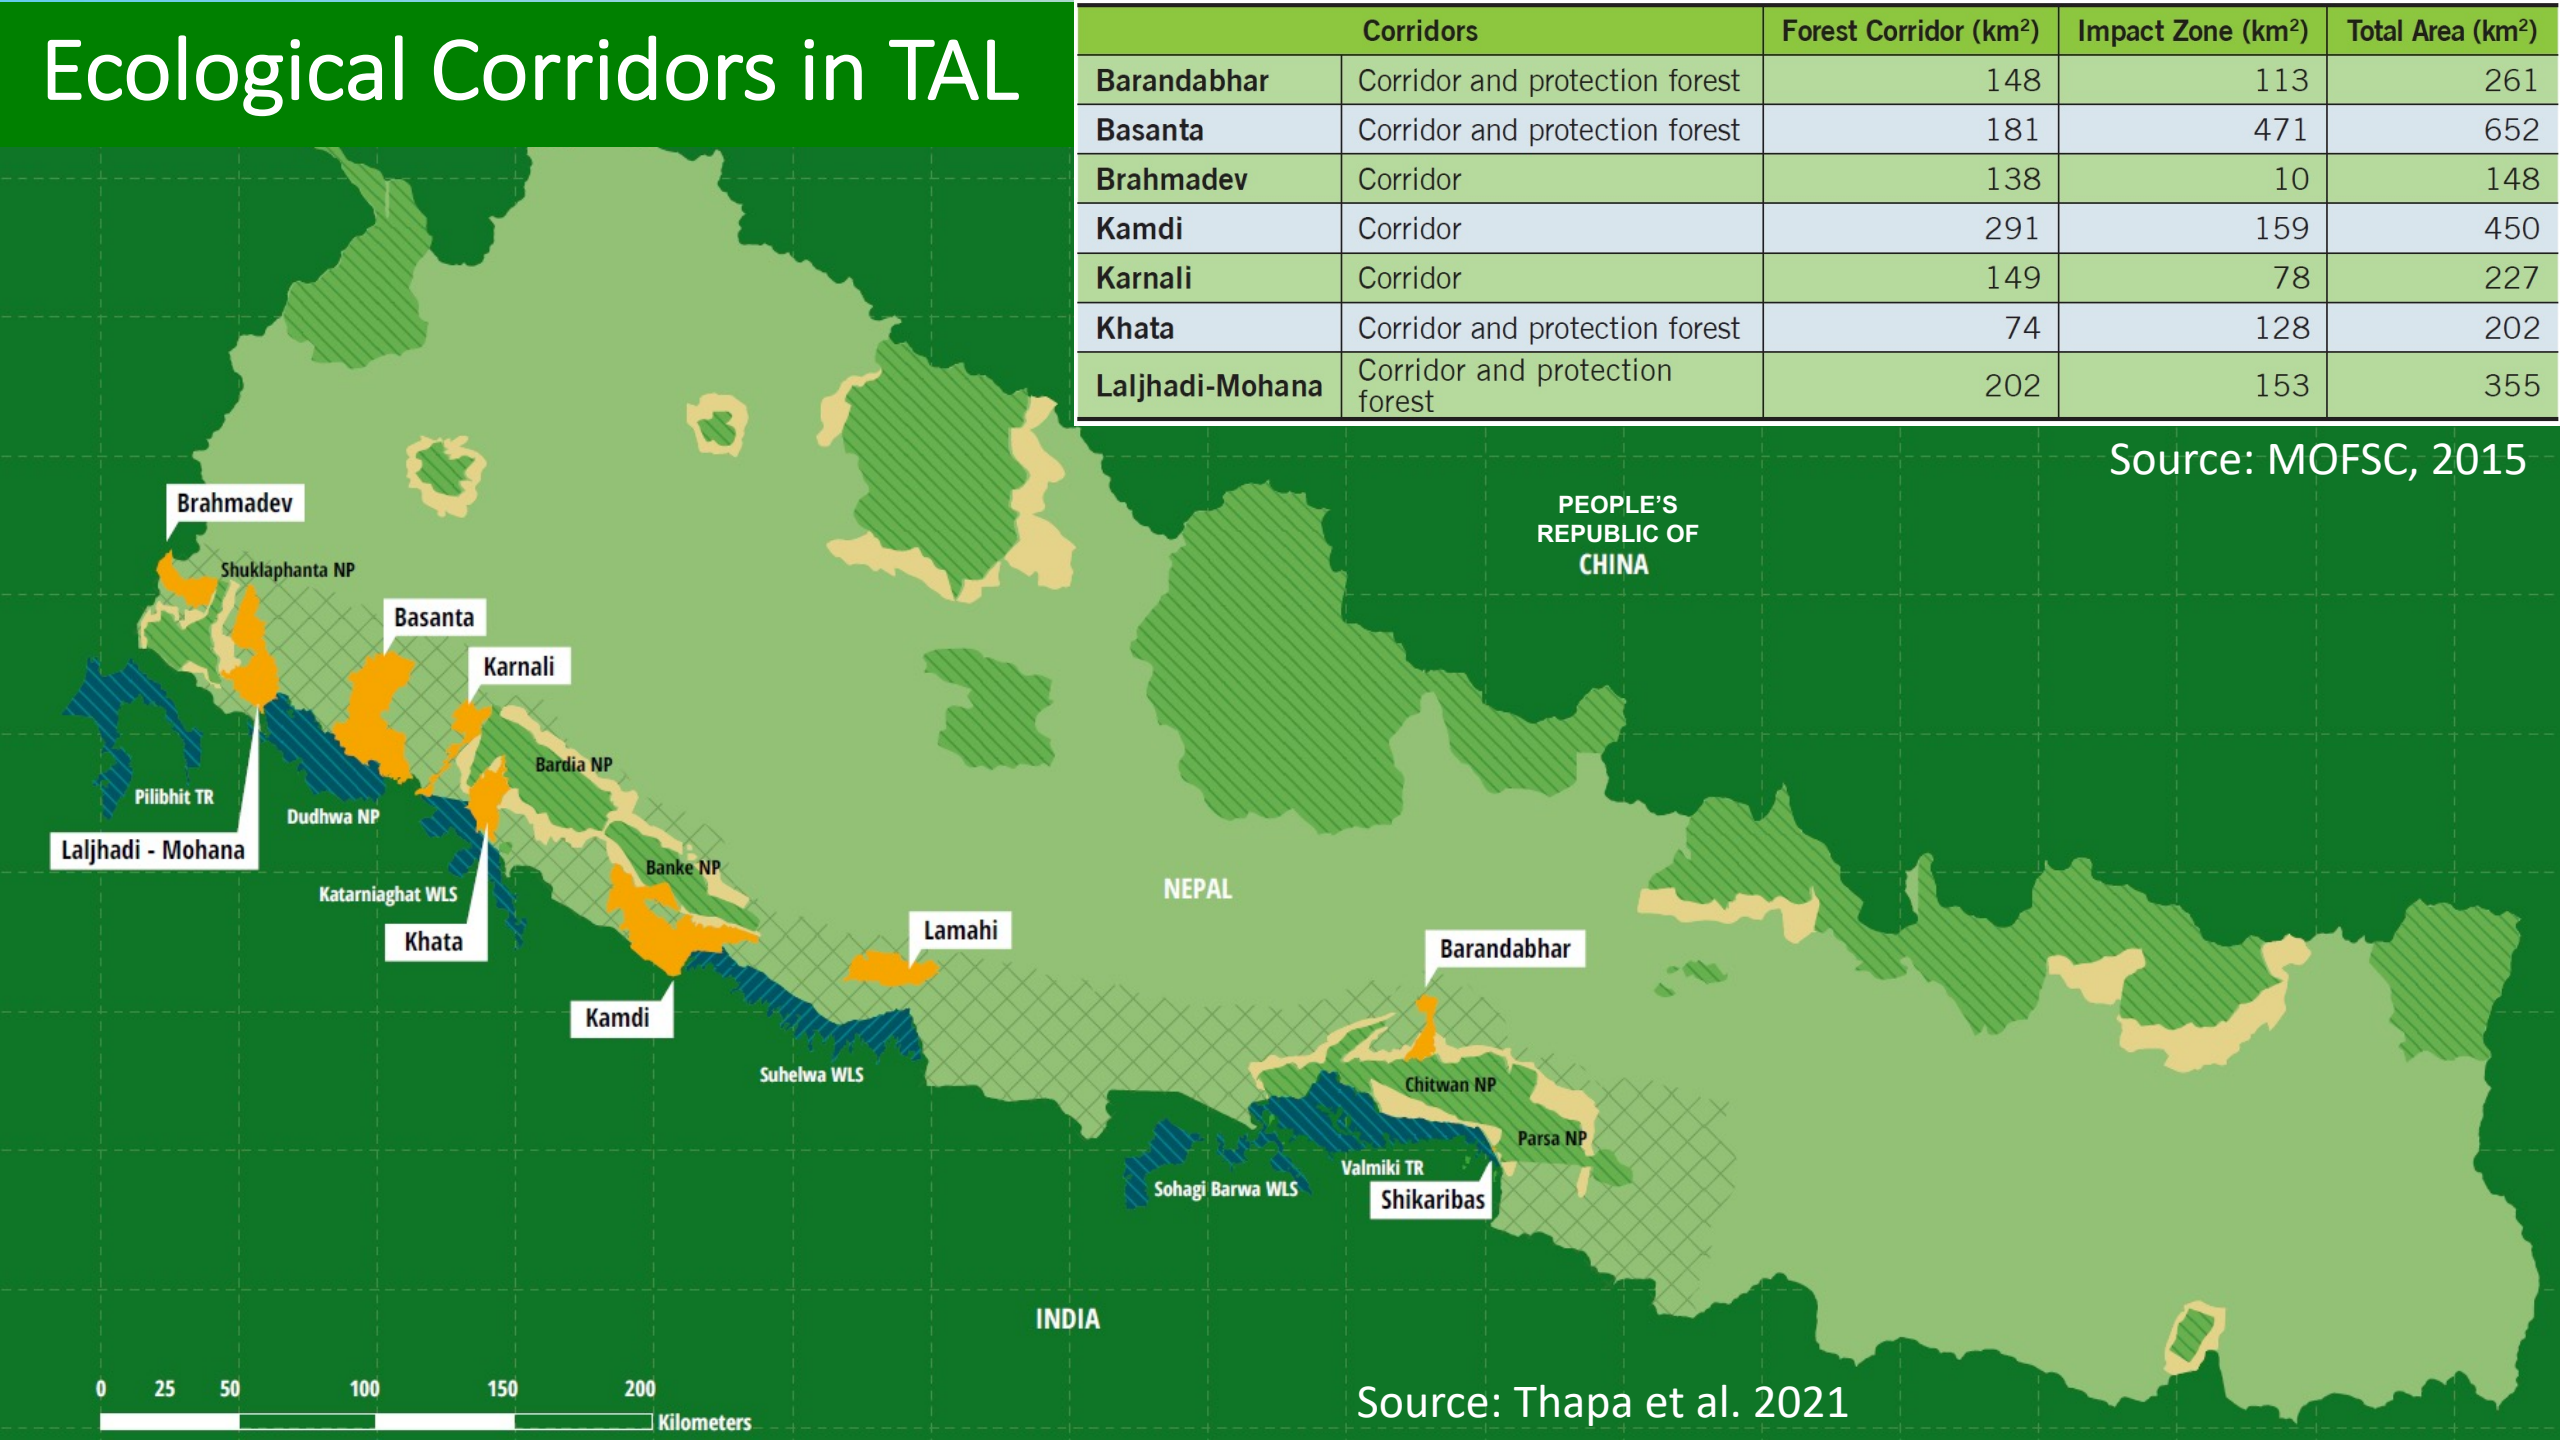 Ecological Corridors in TAL
Corridors Forest Corridor (km²) Impact Zone (km²) Total Area (km²)
Barandabhar Corridor and protection forest 148 113 261
Basanta Corridor and protection forest 181 471 652
Brahmadev Corridor 138 10 148
Kamdi Corridor 291 159 450
Karnali Corridor 149 78 227
Khata Corridor and protection forest 74 128 202
Laljhadi-Mohana Corridor and protection
forest 202 153 355
Source: MOFSC, 2015
PEOPLE’S
REPUBLIC OF
CHINA
Brahmadev
Shuklaphanta NP
Basanta
Karnali
Bardia NP
Pilibhit TR
Dudhwa NP
Laljhadi - Mohana
Banke NP
Katarniaghat WLS
Khata
NEPAL
Lamahi
Barandabhar
Kamdi
Suhelwa WLS
Chitwan NP
Parsa NP
Valmiki TR
Sohagi Barwa WLS
Shikaribas
INDIA
0 25 50 100 150 200
Kilometers
Source: Thapa et al. 2021